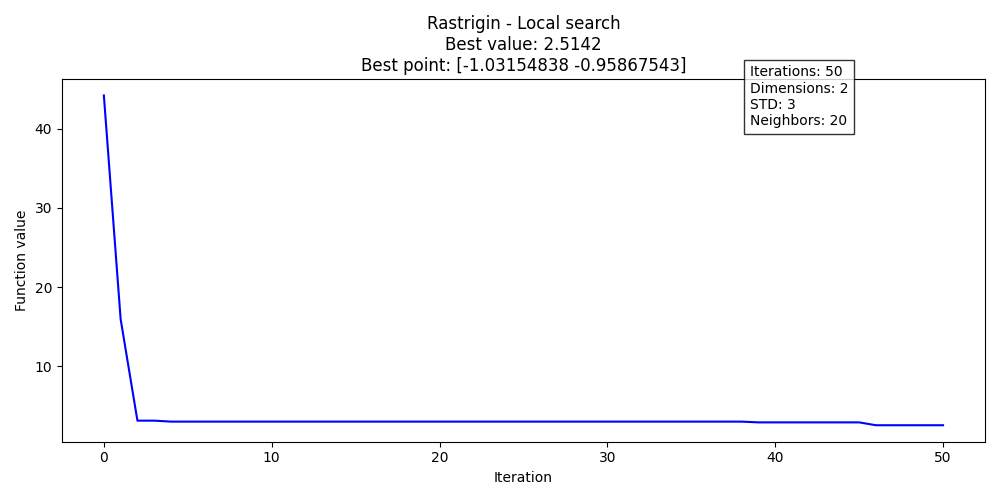 Rastrigin - Local search
Best value: 2.5142
Best point: [-1.03154838 -0.95867543]
Iterations: 50
Dimensions: 2
STD: 3
Neighbors: 20
40
30
20
10
Function value
0 10 20 30 40 50
Iteration